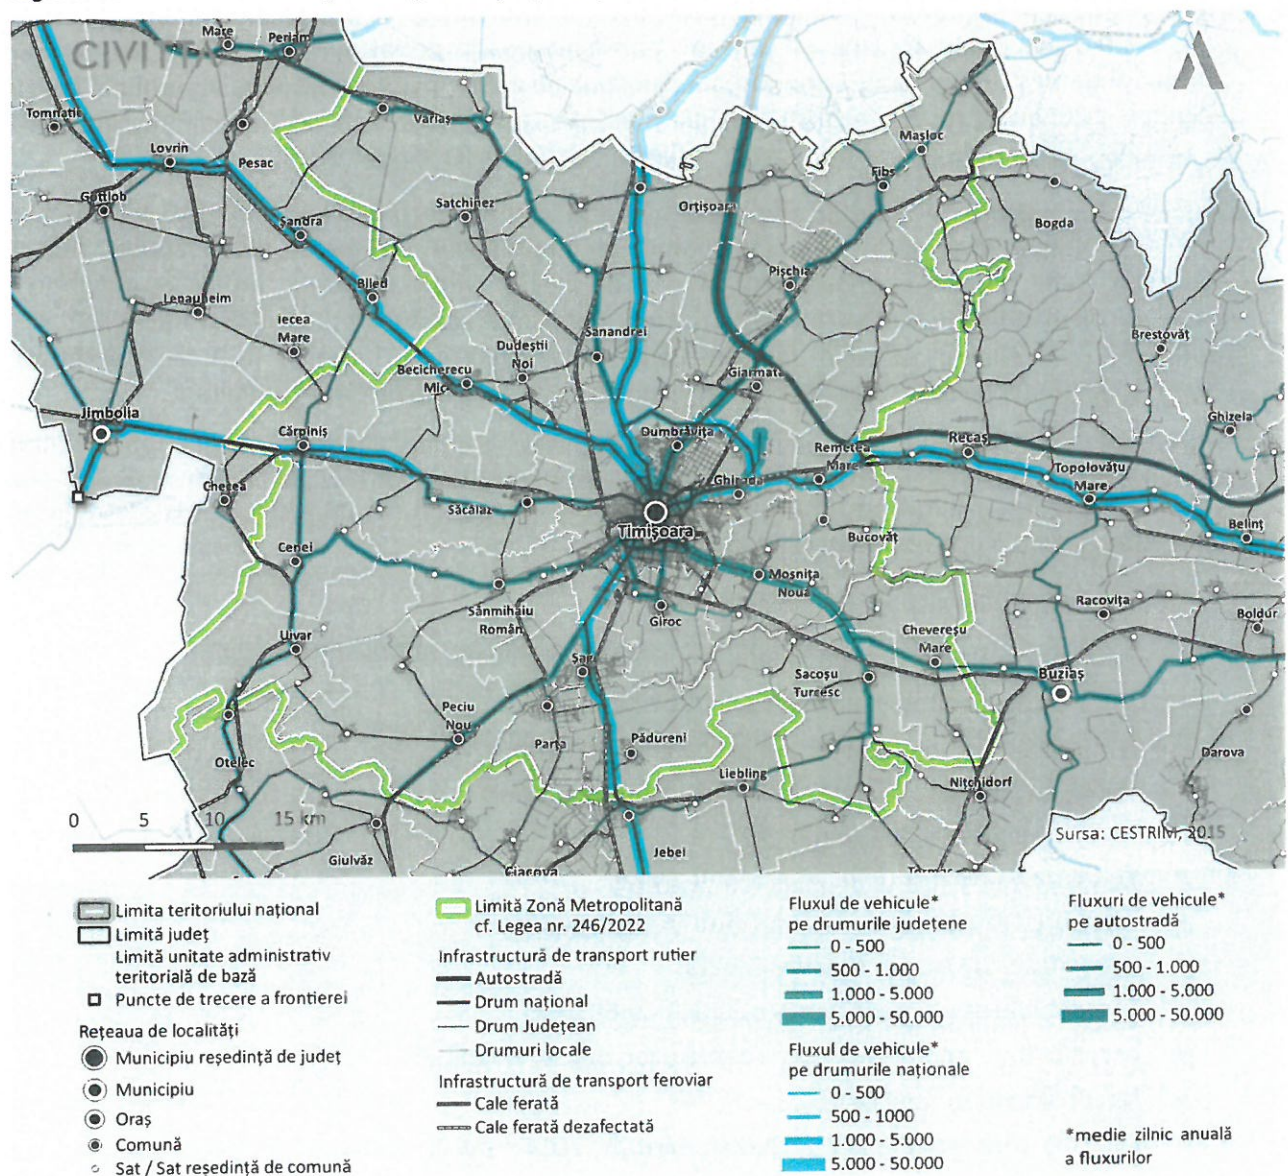 CIVITTA
Mare
Periam
Variaș
Tomnatic
Lovrin
Pesac
Gottlob
Șandra
Satchinez
Orțișoara
Mașloc
Fibiș
Bogda
Pișchia
Lenauheim
Biled
Iecea
Mare
Dudeștii
Noi
Sanandrei
Brestovăț
Becicherecu
Mic
Giarmata
Jimbolia
Cărpiniș
Dumbrăvița
Remetea
Mare
Recaș
Ghizela
Topolovățu
Mare
Checea
Săcălaz
Ghiroda
Timișoara
Bucovăț
Belinț
Cenei
Sânmihaiu
Român
Moșnița
Nouă
Giroc
Racovița
Boldur
Uivar
Șag
Chevereșu
Mare
Sacoșu
Turcesc
Buziaș
Peciu
Nou
Parța
Pădureni
Otelec
Liebling
Nițchidorf
Darova
0 5 10 15 km
Giulvăz
Ciacova
Jebel
Sursa: CESTRIM, 2015
Limita teritoriului național
Limită județ
Limită unitate administrativ
teritorială de bază
Puncte de trecere a frontierei
Rețeaua de localități
Municipiu reședință de județ
Municipiu
Oraș
Comună
Sat / Sat reședință de comună
Limită Zonă Metropolitană
cf. Legea nr. 246/2022
Infrastructură de transport rutier
Autostradă
Drum național
Drum Județean
Drumuri locale
Infrastructură de transport feroviar
Cale ferată
Cale ferată dezafectată
Fluxul de vehicule*
pe drumurile județene
0 - 500
500 - 1.000
1.000 - 5.000
5.000 - 50.000
Fluxul de vehicule*
pe drumurile naționale
0 - 500
500 - 1000
1.000 - 5.000
5.000 - 50.000
Fluxuri de vehicule*
pe autostradă
0 - 500
500 - 1.000
1.000 - 5.000
5.000 - 50.000
*medie zilnic anuală
a fluxurilor